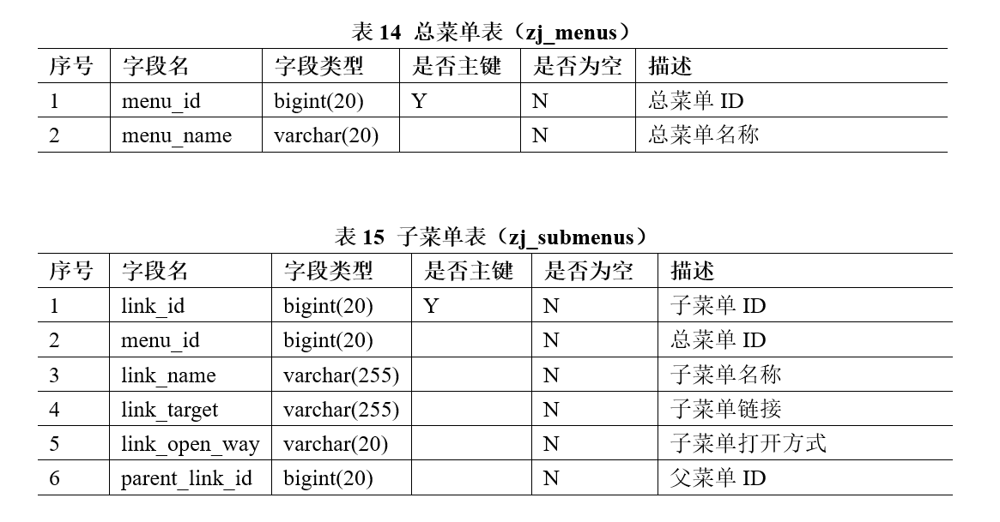 表 14 总菜单表（zj_menus）
序号 字段名 字段类型 是否主键 是否为空 描述
1 menu_id bigint(20) Y N 总菜单 ID
2 menu_name varchar(20) N 总菜单名称
表 15 子菜单表（zj_submenus）
序号 字段名 字段类型 是否主键 是否为空 描述
1 link_id bigint(20) Y N 子菜单 ID
2 menu_id bigint(20) N 总菜单 ID
3 link_name varchar(255) N 子菜单名称
4 link_target varchar(255) N 子菜单链接
5 link_open_way varchar(20) N 子菜单打开方式
6 parent_link_id bigint(20) N 父菜单 ID